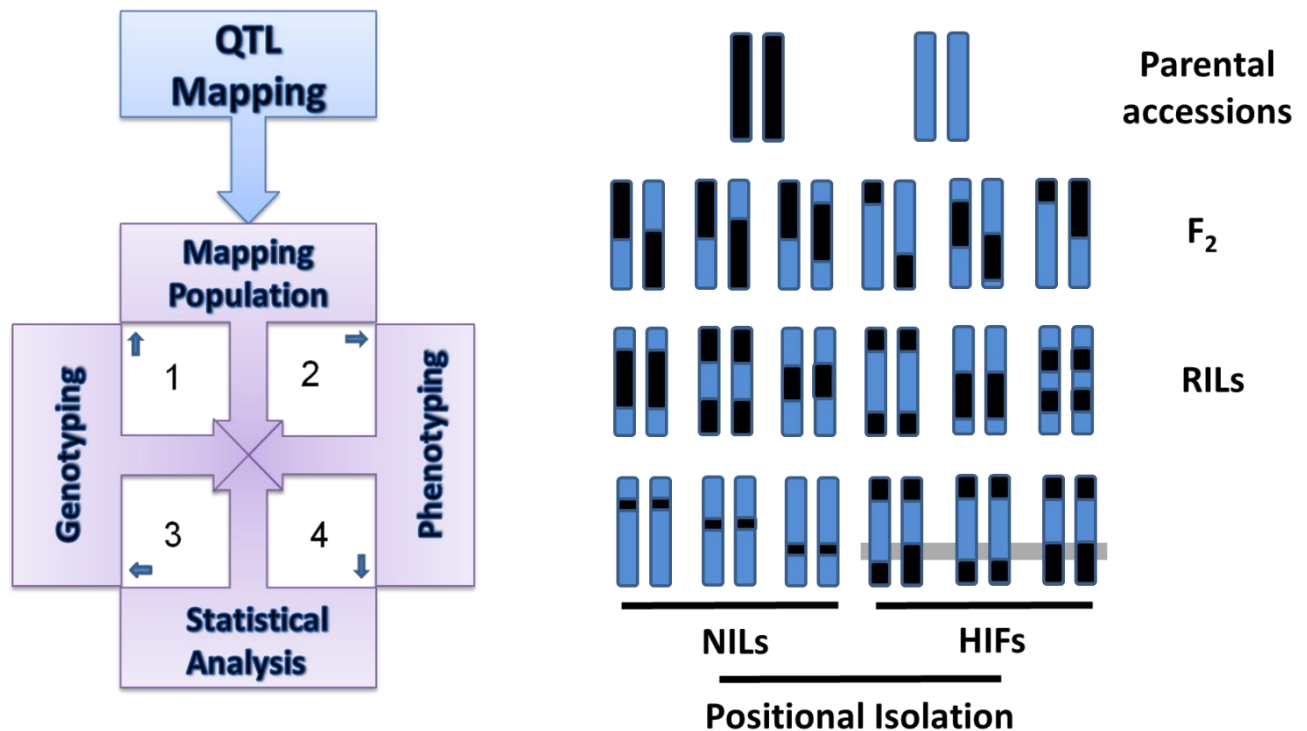 QTL
Mapping
Mapping
Population
Genotyping
1
2
3
4
Phenotyping
Statistical
Analysis
Parental
accessions
F₂
RILs
NILs
HIFs
Positional Isolation